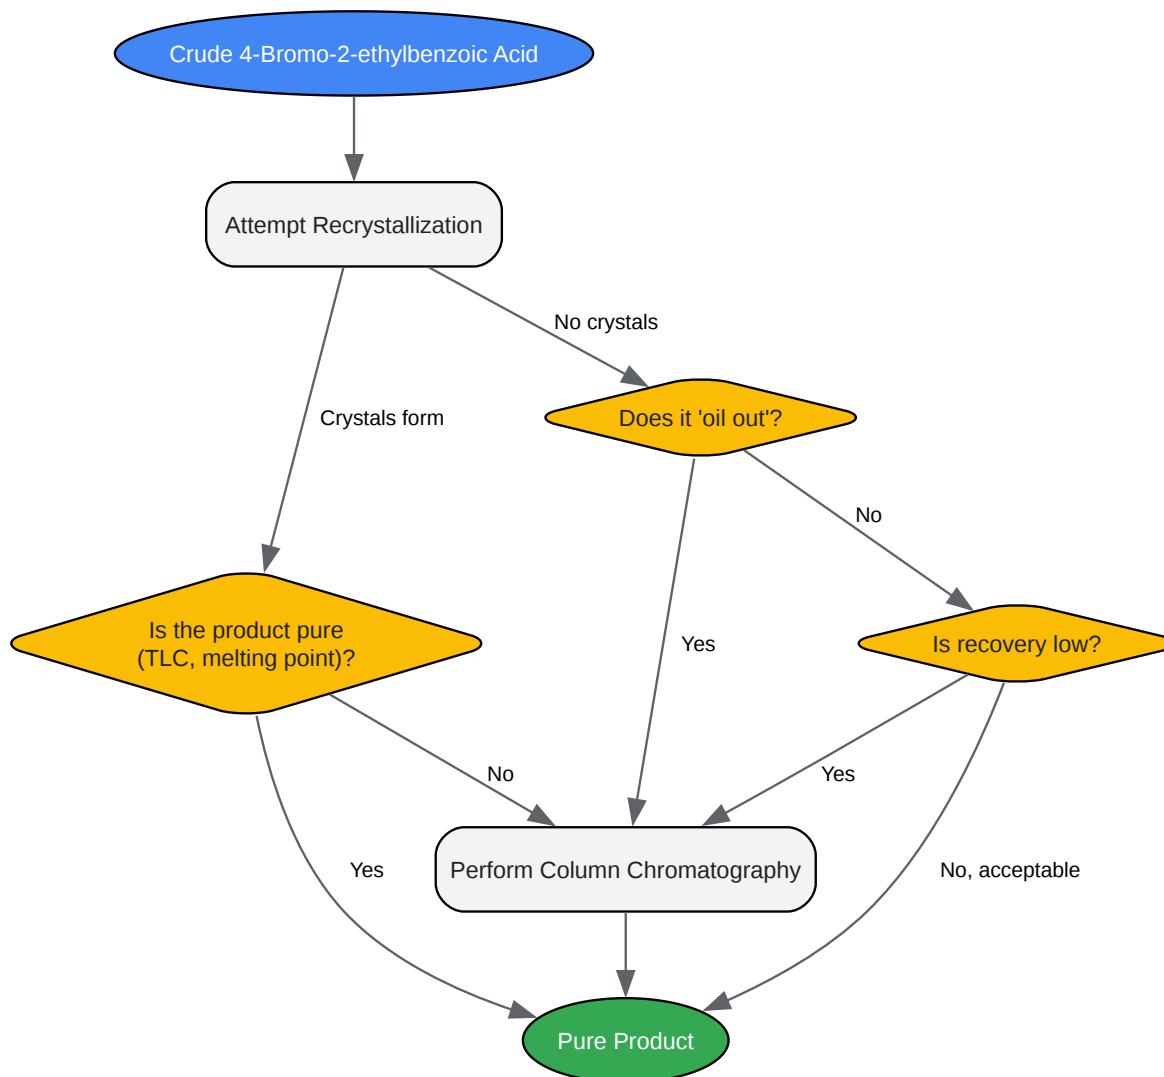 Crude 4-Bromo-2-ethylbenzoic Acid
Attempt Recrystallization
No crystals
Does it 'oil out'?
Crystals form
No
Is the product pure
(TLC, melting point)?
Yes
Is recovery low?
No
Yes
Yes
Perform Column Chromatography
No, acceptable
Pure Product